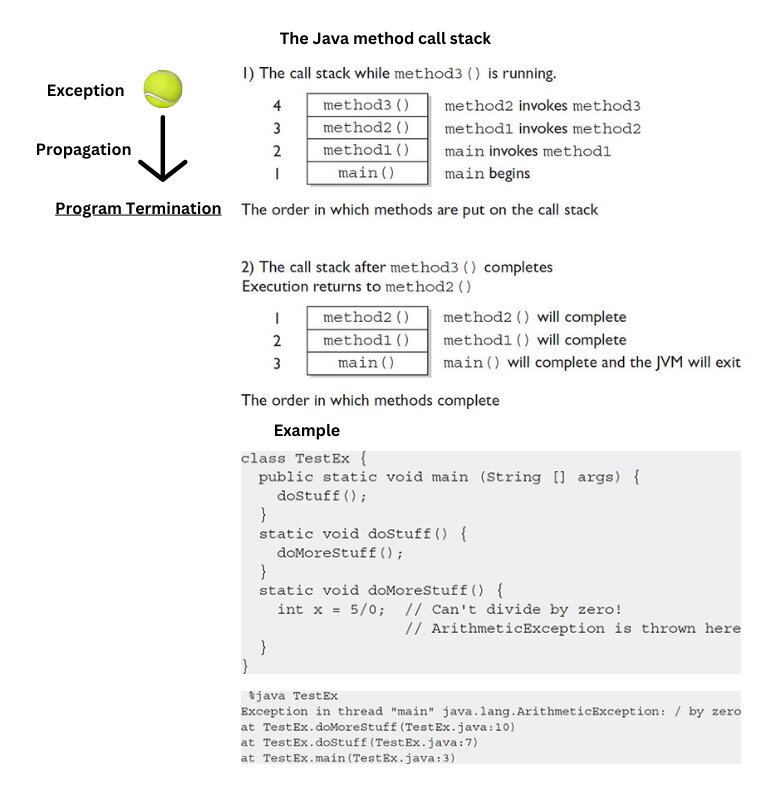 The Java method call stack
Exception
Propagation
Program Termination
1) The call stack while method3() is running.
4 method3() method2 invokes method3
3 method2() method1 invokes method2
2 method1() main invokes method1
1 main() main begins
The order in which methods are put on the call stack
2) The call stack after method3() completes
Execution returns to method2()
1 method2() method2() will complete
2 method1() method1() will complete
3 main() main() will complete and the JVM will exit
The order in which methods complete
Example
class TestEx {
  public static void main (String [] args) {
    doStuff();
  }
  static void doStuff() {
    doMoreStuff();
  }
  static void doMoreStuff() {
    int x = 5/0;  // Can't divide by zero!
                  // ArithmeticException is thrown here
  }
}
%java TestEx
Exception in thread "main" java.lang.ArithmeticException: / by zero
at TestEx.doMoreStuff(TestEx.java:10)
at TestEx.doStuff(TestEx.java:7)
at TestEx.main(TestEx.java:3)